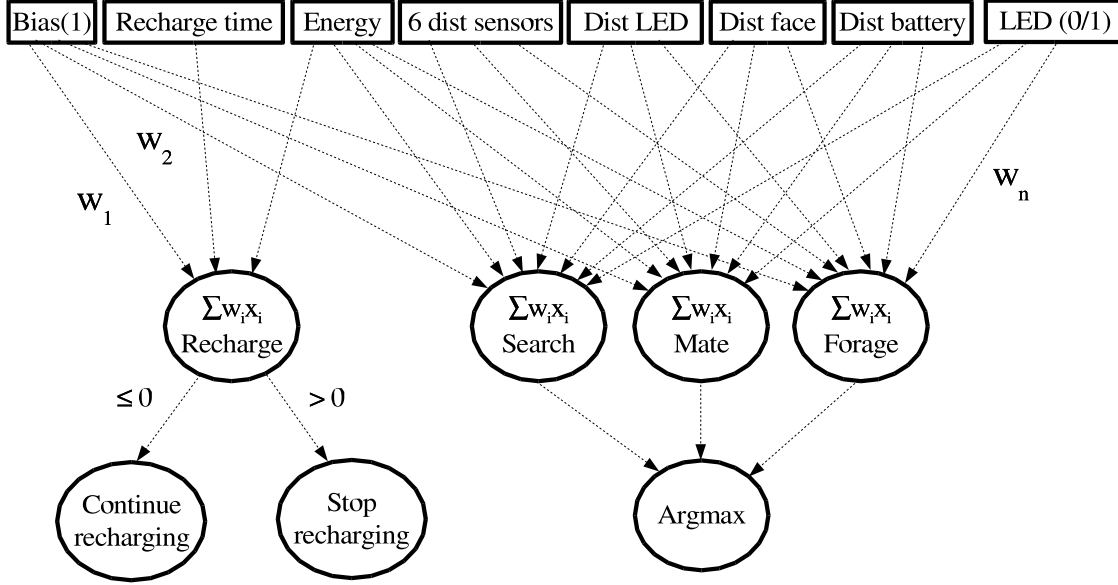 Bias(1) Recharge time Energy 6 dist sensors Dist LED Dist face Dist battery LED (0/1)
w2
w1
wn
∑wixi
Recharge
∑wixi
Search
∑wixi
Mate
∑wixi
Forage
≤ 0
> 0
Continue
recharging
Stop
recharging
Argmax